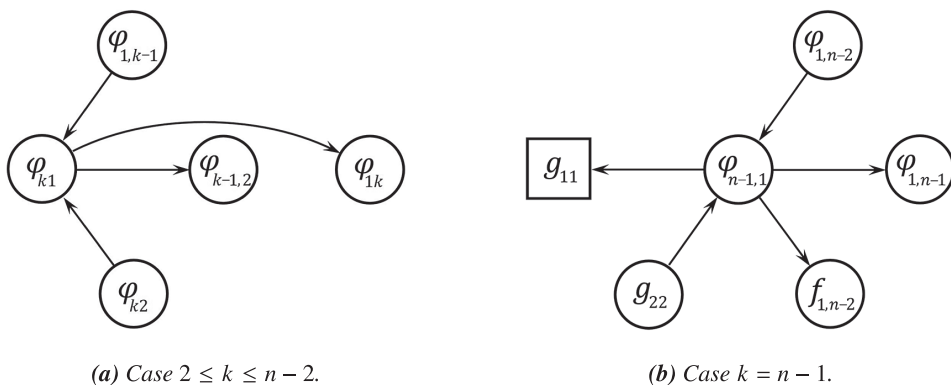 φ1,k−1
φk1
φk−1,2
φ1k
φk2
(a) Case 2 ≤ k ≤ n − 2.
φ1,n−2
g11
φn−1,1
φ1,n−1
g22
f1,n−2
(b) Case k = n − 1.